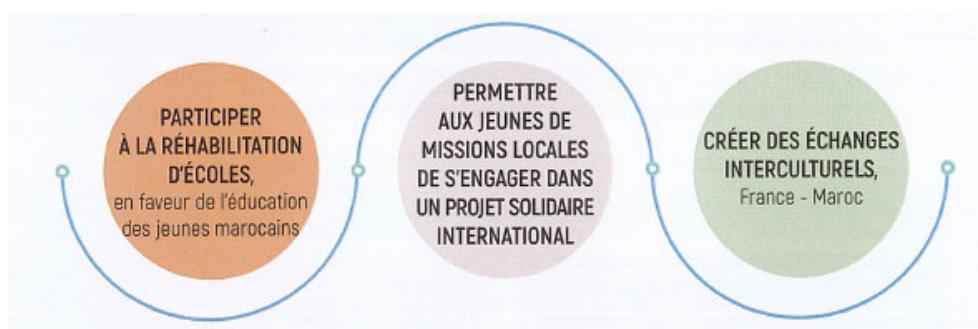 PARTICIPER
À LA RÉHABILITATION
D'ÉCOLES,
en faveur de l'éducation
des jeunes marocains
PERMETTRE
AUX JEUNES DE
MISSIONS LOCALES
DE S'ENGAGER DANS
UN PROJET SOLIDAIRE
INTERNATIONAL
CRÉER DES ÉCHANGES
INTERCULTURELS,
France - Maroc